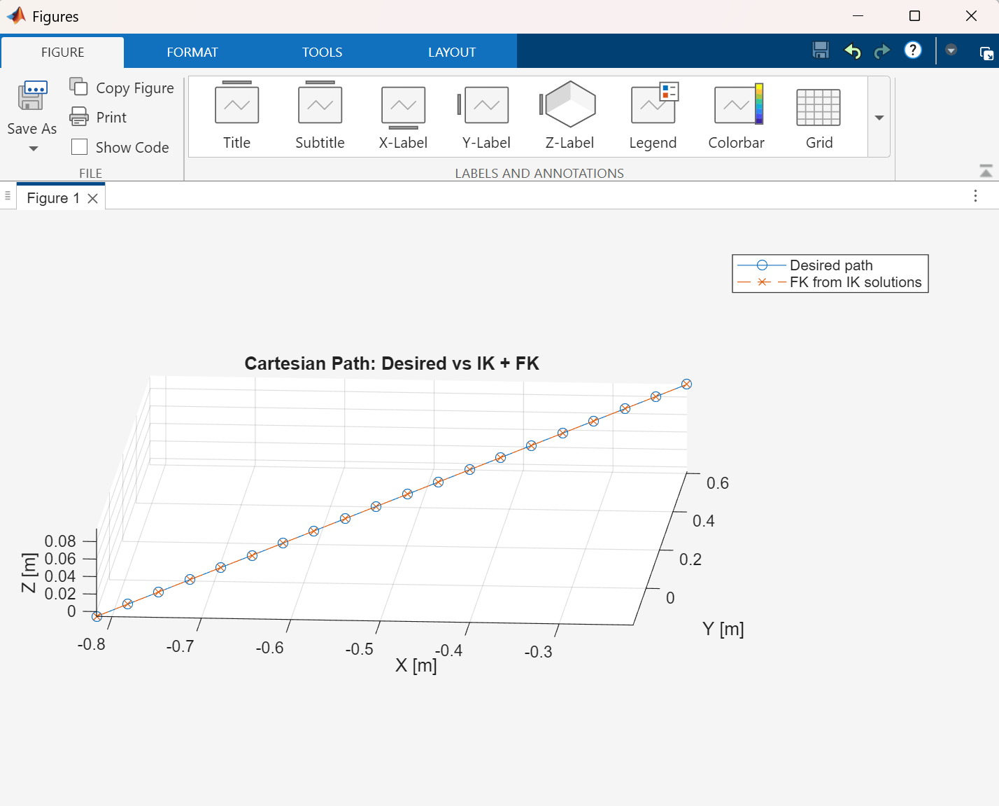 Figures
FIGURE
FORMAT
TOOLS
LAYOUT
Save As
Copy Figure
Print
Show Code
FILE
Title
Subtitle
X-Label
Y-Label
Z-Label
Legend
Colorbar
Grid
LABELS AND ANNOTATIONS
Figure 1
Desired path
FK from IK solutions
Cartesian Path: Desired vs IK + FK
0.08
0.06
0.04
0.02
0
Z [m]
-0.8
-0.7
-0.6
-0.5
-0.4
-0.3
X [m]
0.6
0.4
0.2
0
Y [m]